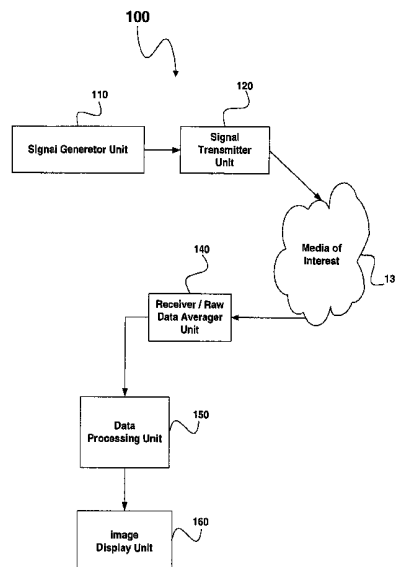 100
110
120
Signal Generetor Unit
Signal
Transmitter
Unit
Media of
Interest
13
140
Receiver / Raw
Data Averager
Unit
150
Data
Processing Unit
160
Image
Display Unit